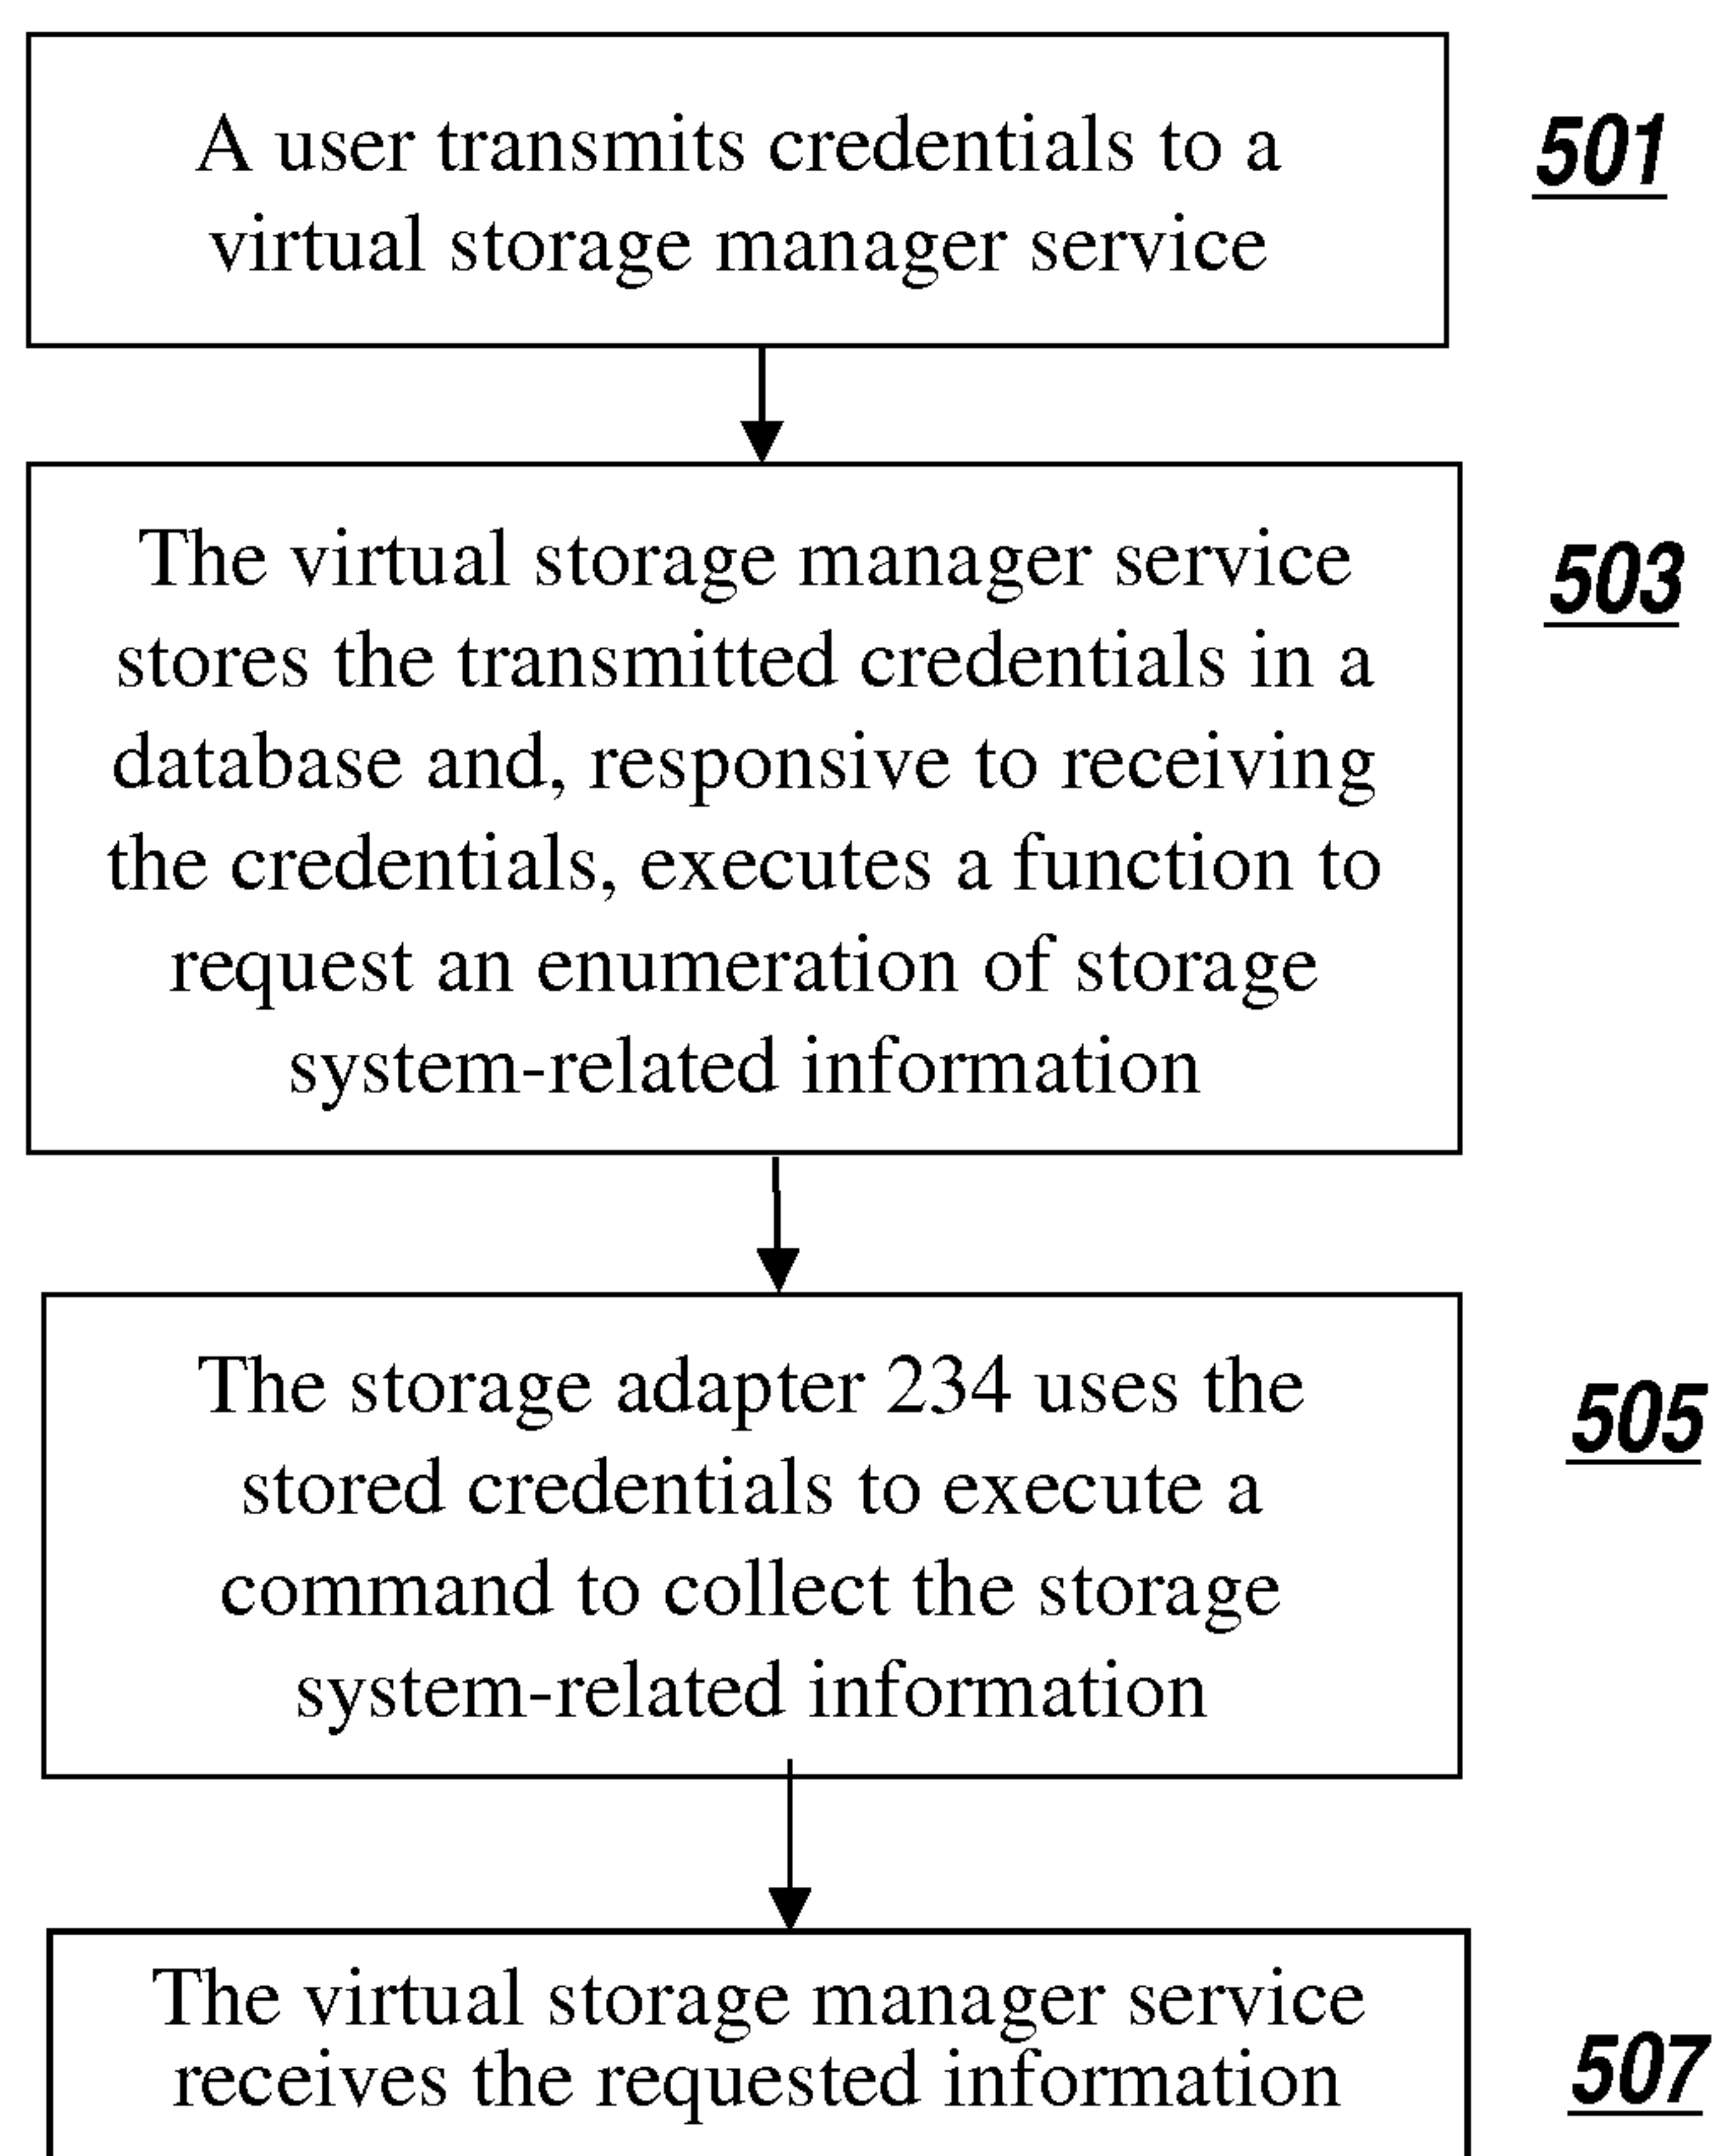 A user transmits credentials to a
virtual storage manager service
501
The virtual storage manager service
stores the transmitted credentials in a
database and, responsive to receiving
the credentials, executes a function to
request an enumeration of storage
system-related information
503
The storage adapter 234 uses the
stored credentials to execute a
command to collect the storage
system-related information
505
The virtual storage manager service
receives the requested information
507